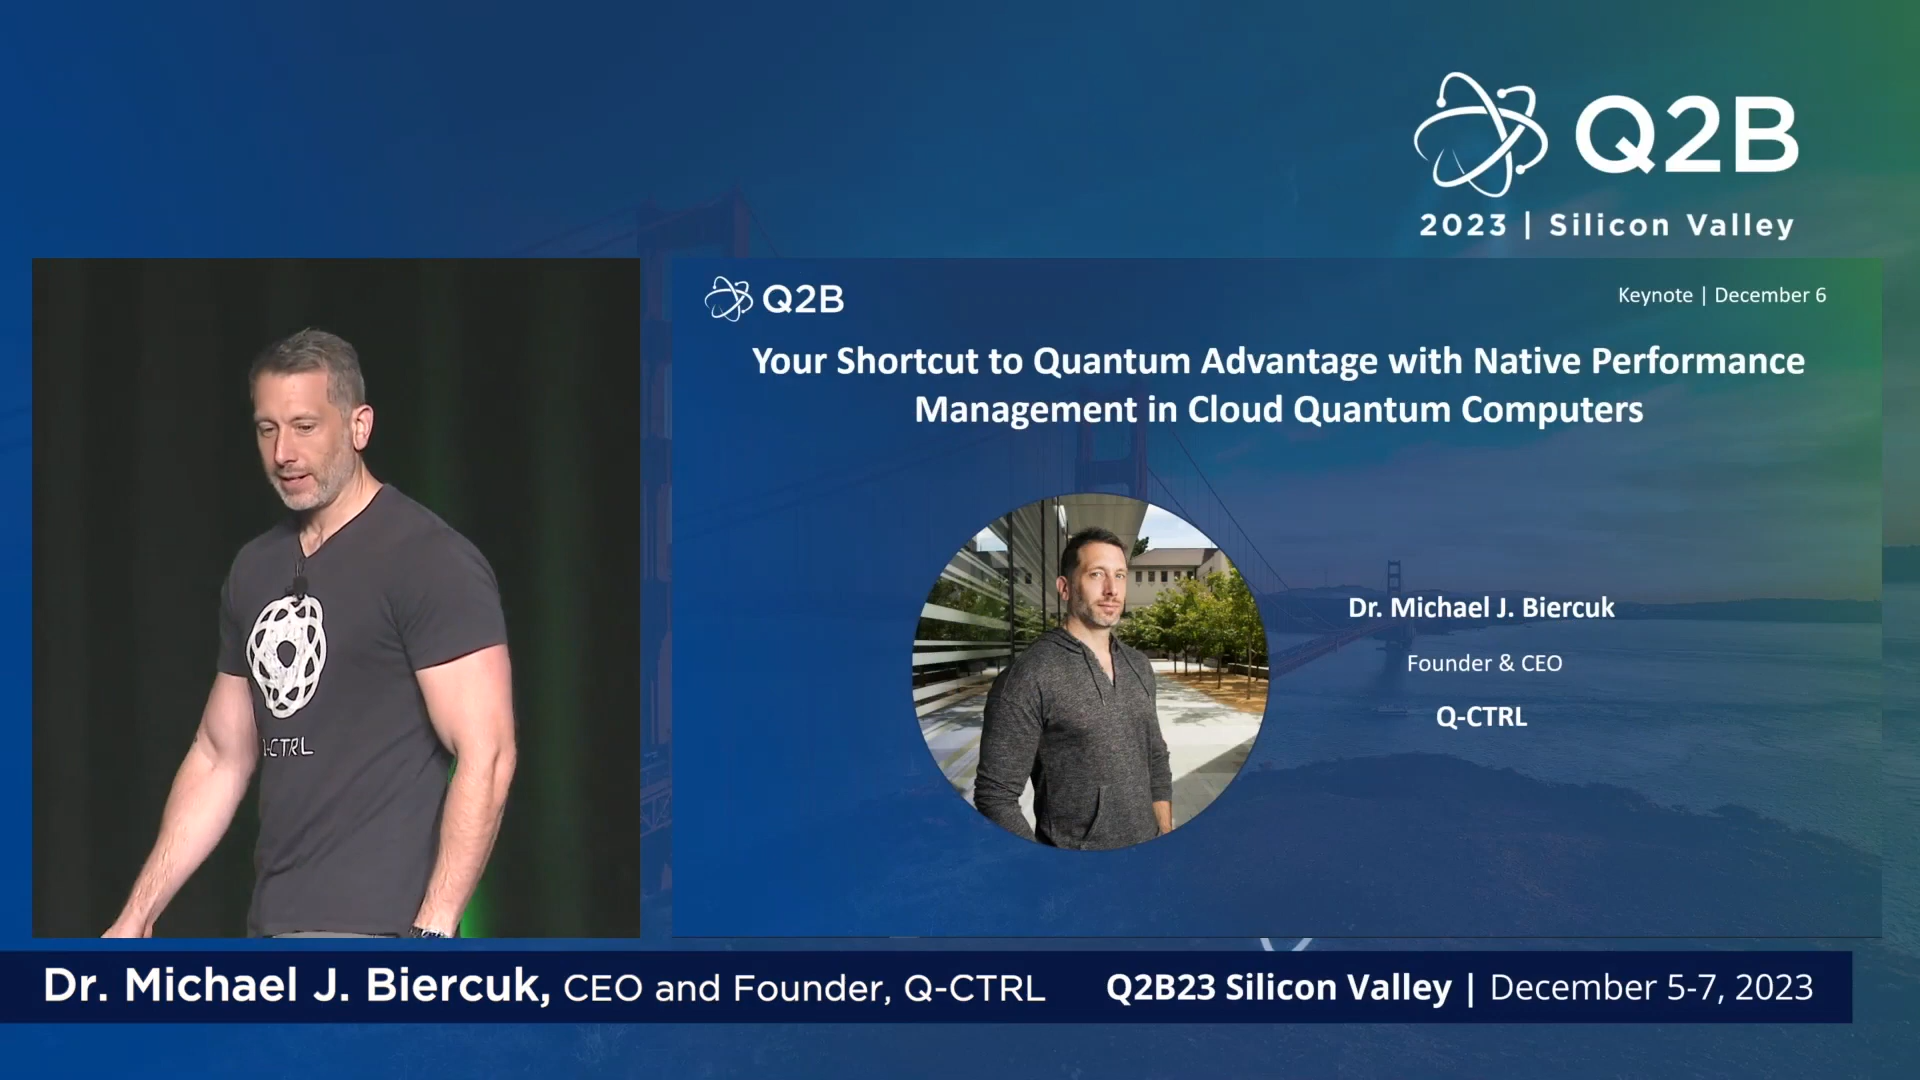 Q2B
2023 | Silicon Valley
Q2B
Keynote | December 6
Your Shortcut to Quantum Advantage with Native Performance
Management in Cloud Quantum Computers
Dr. Michael J. Biercuk
Founder & CEO
Q-CTRL
-CTRL
Dr. Michael J. Biercuk, CEO and Founder, Q-CTRL
Q2B23 Silicon Valley | December 5-7, 2023